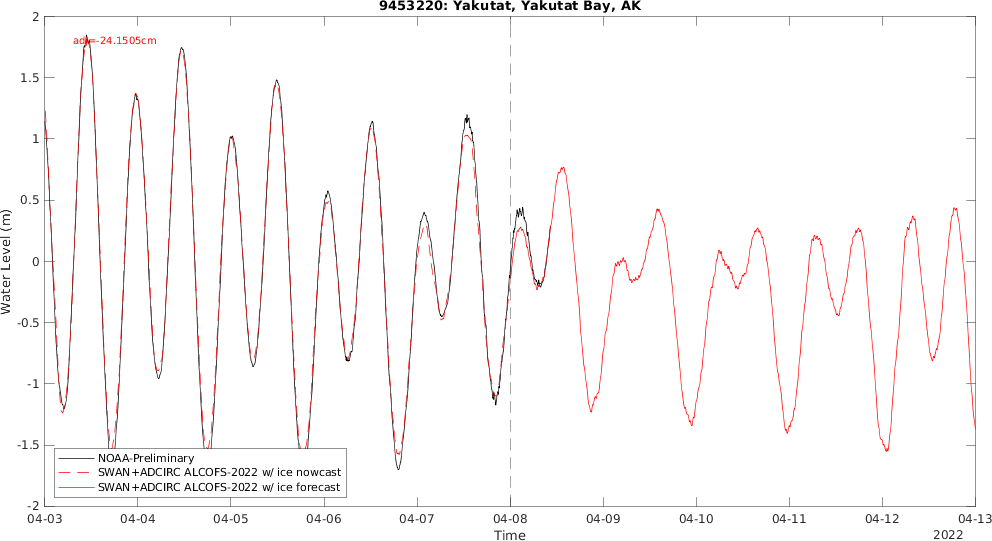 9453220: Yakutat, Yakutat Bay, AK
adj=-24.1505cm
Water Level (m)
2
1.5
1
0.5
0
-0.5
-1
-1.5
-2
NOAA-Preliminary
SWAN+ADCIRC ALCOFS-2022 w/ ice nowcast
SWAN+ADCIRC ALCOFS-2022 w/ ice forecast
04-03 04-04 04-05 04-06 04-07 04-08 04-09 04-10 04-11 04-12 04-13
Time
2022